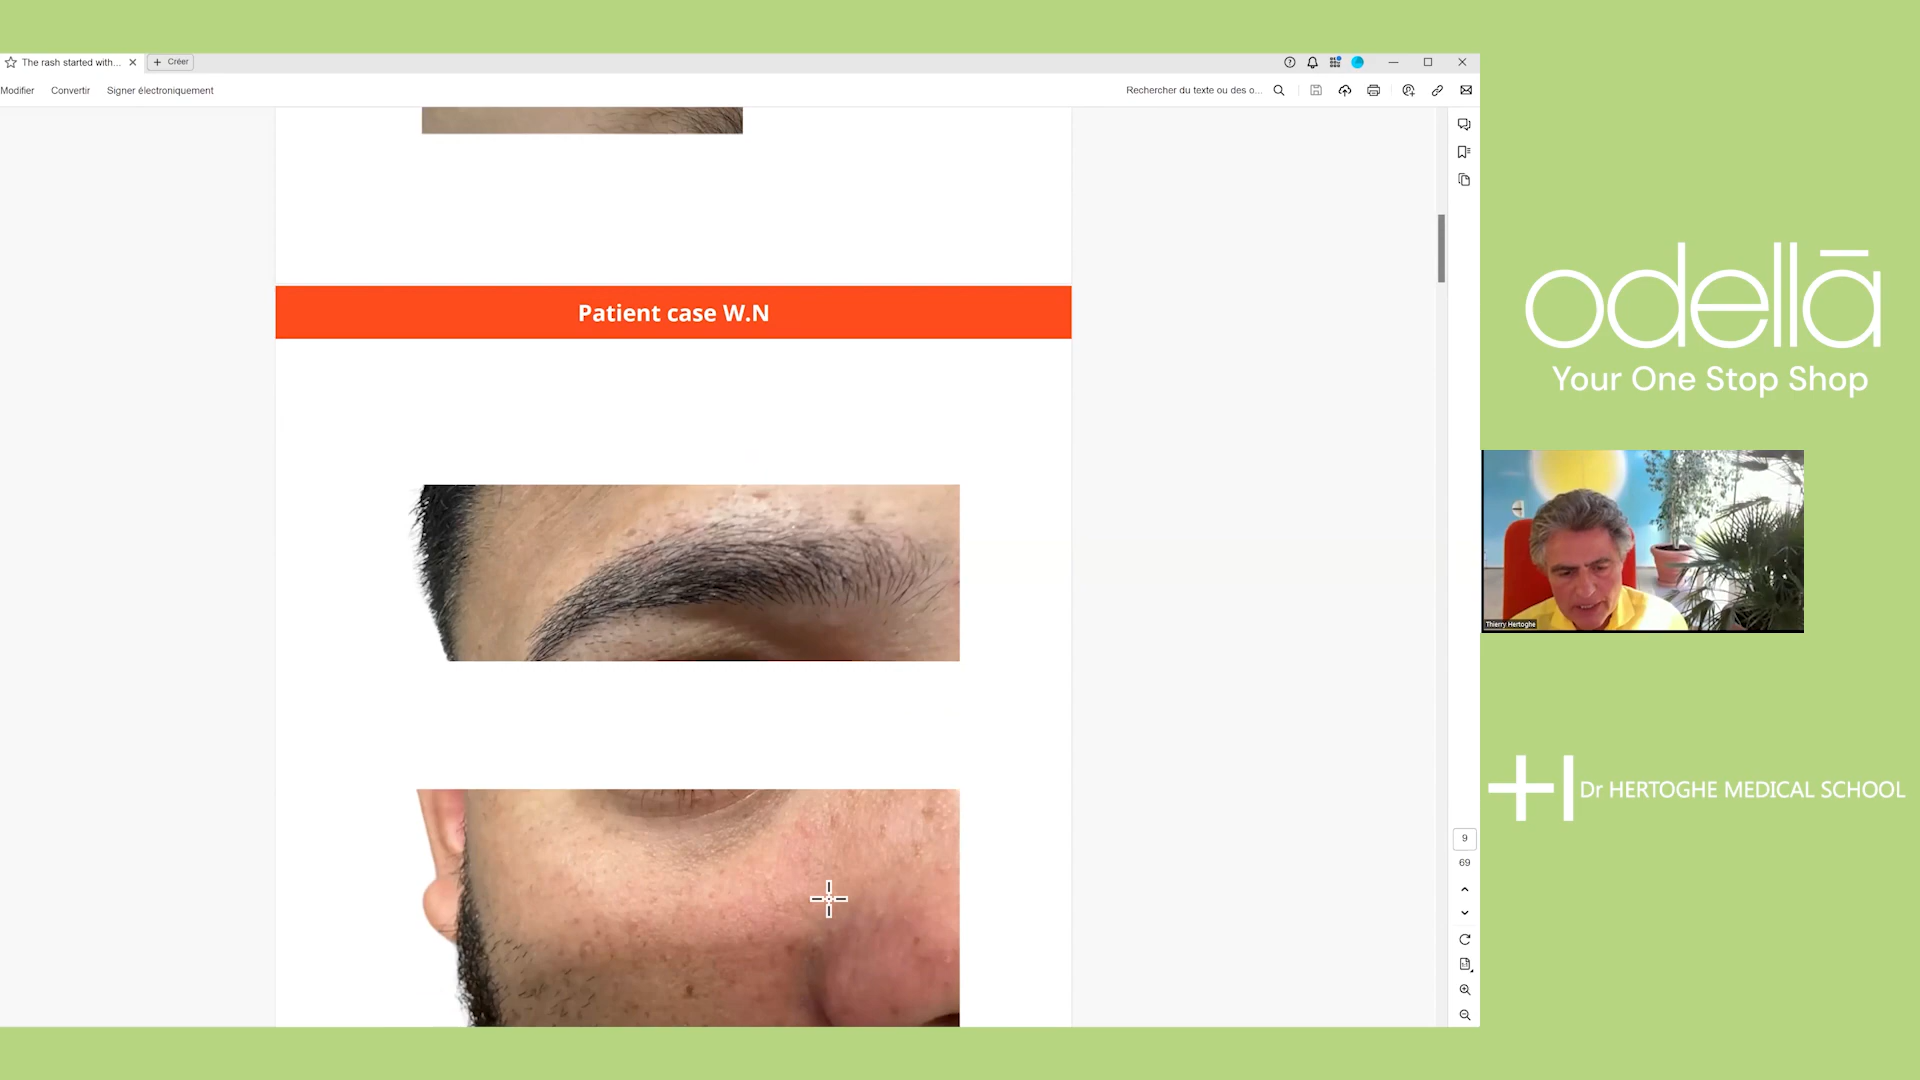 The rash started with...
Créer
Modifier
Convertir
Signer électroniquement
Rechercher du texte ou des o...
Patient case W.N
odellā
Your One Stop Shop
Thierry Hertoghe
Dr HERTOGHE MEDICAL SCHOOL
9
69